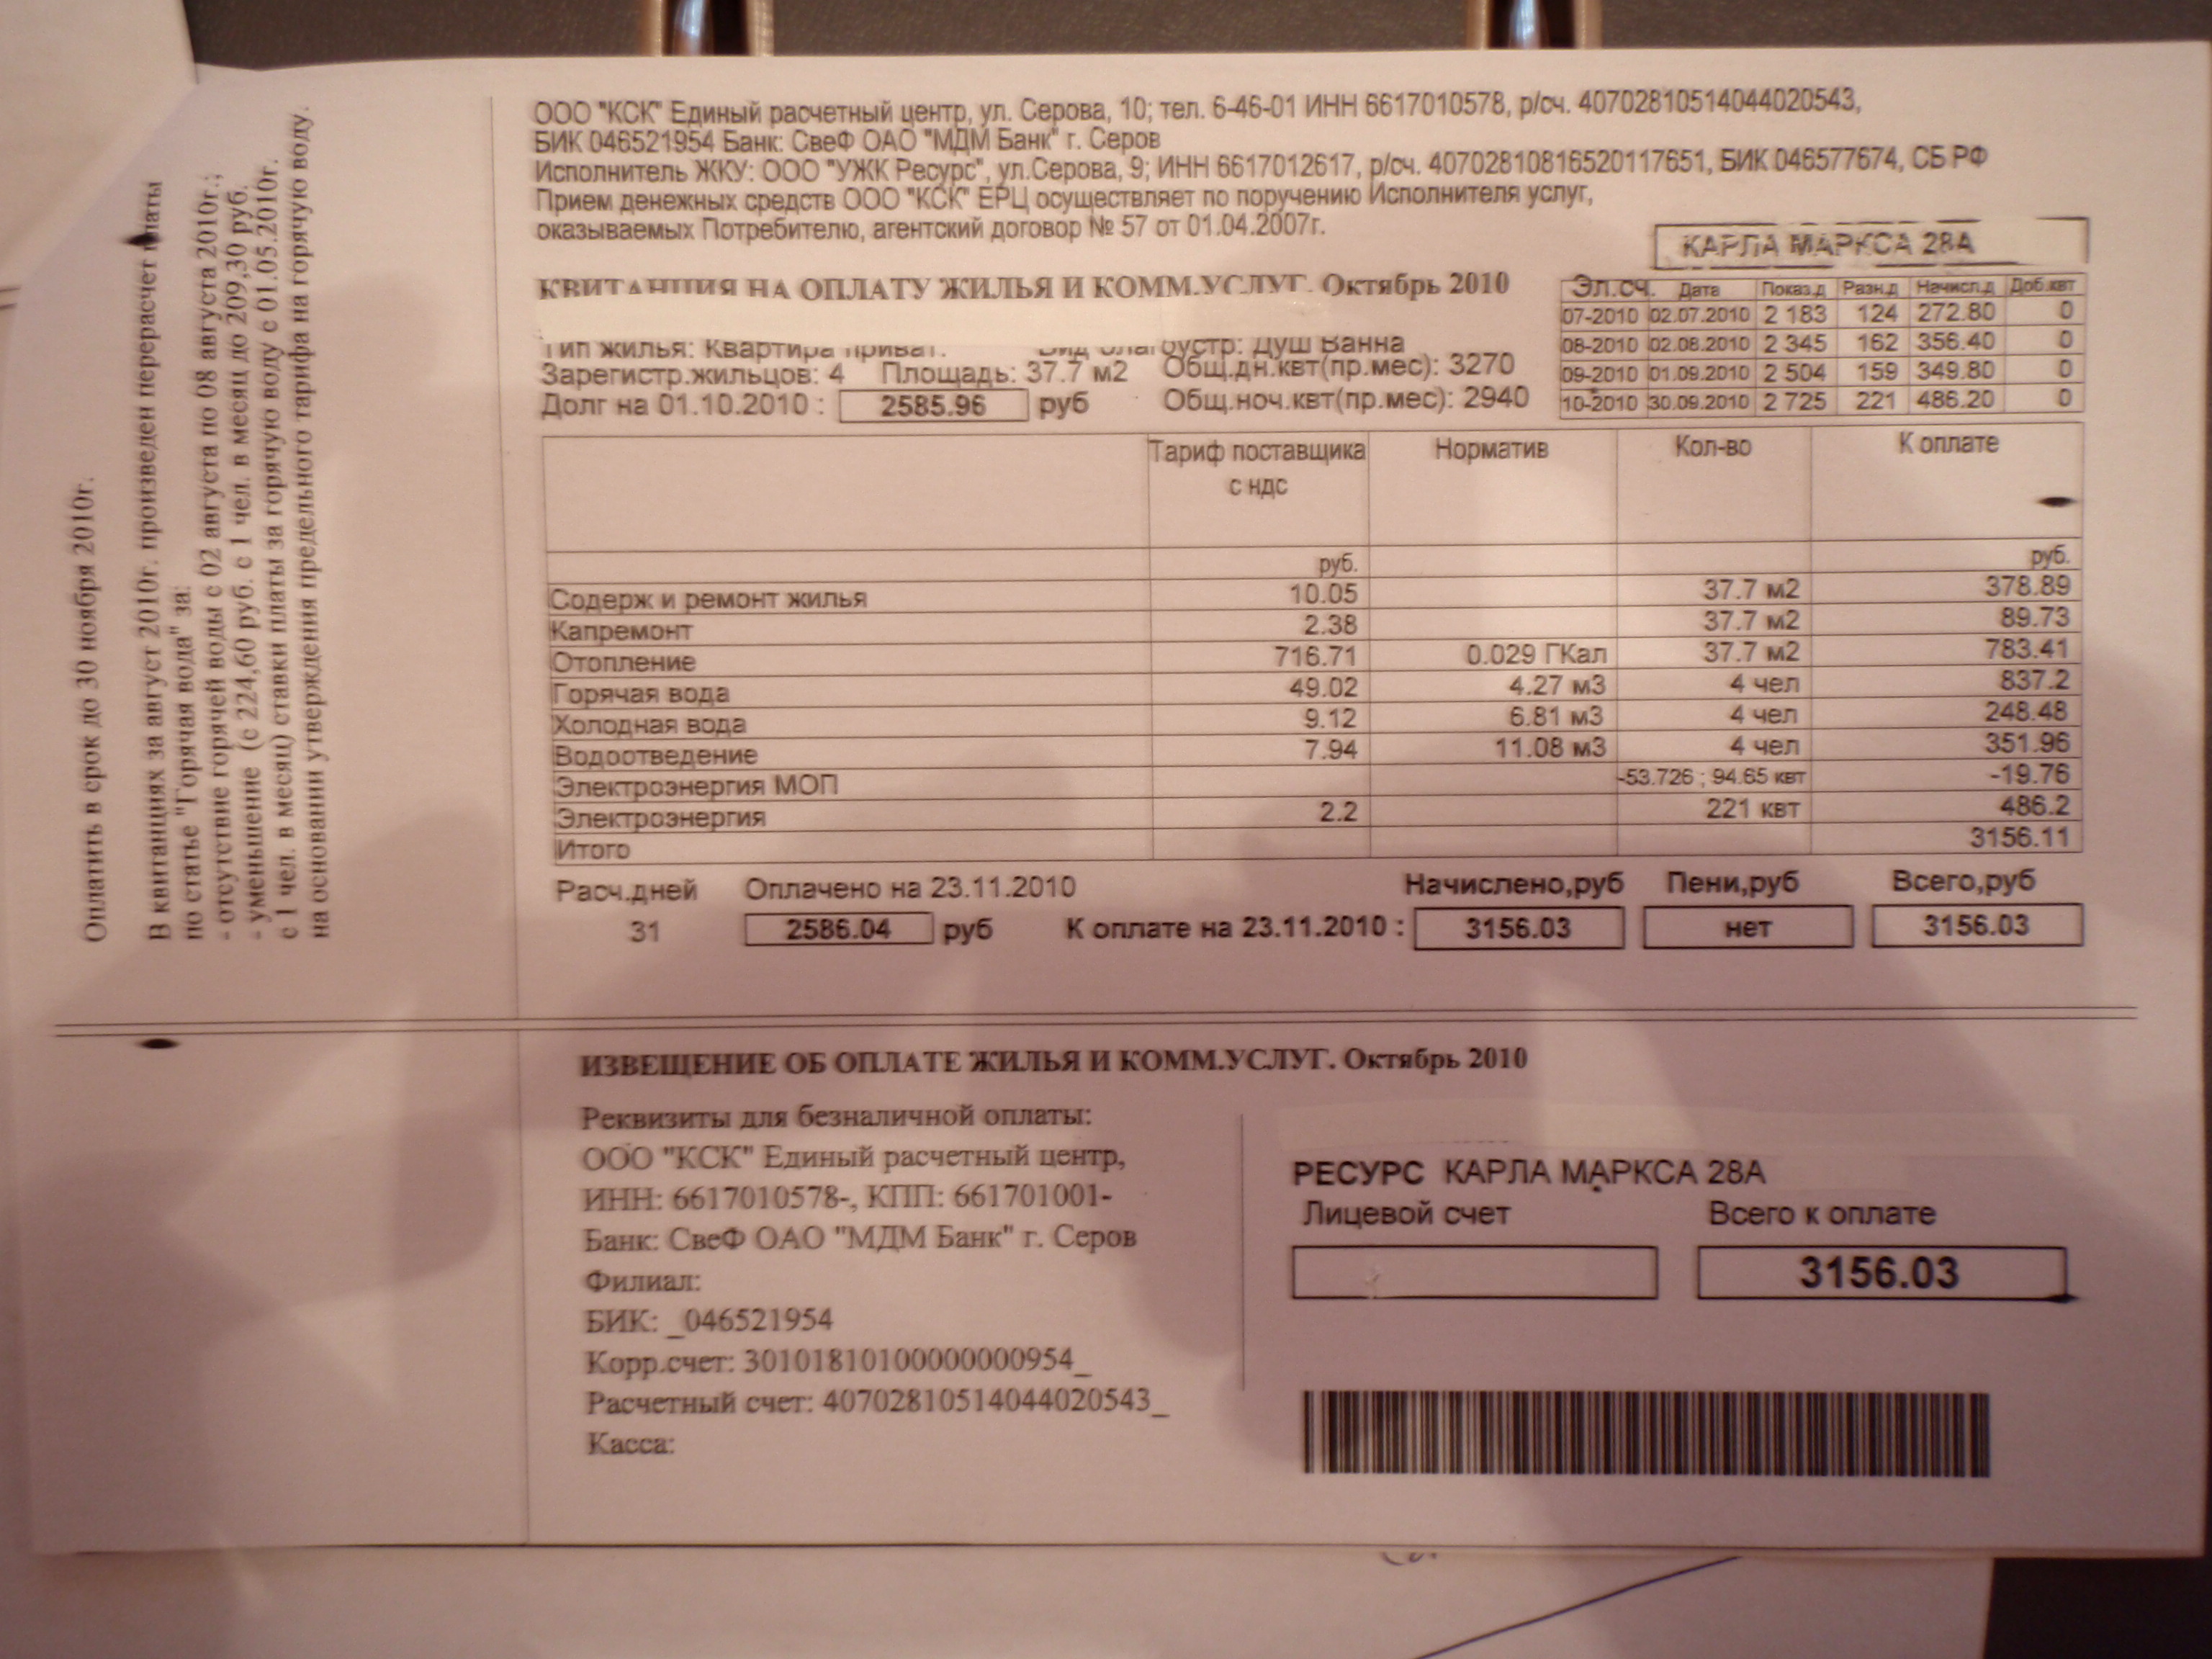 ООО "КСК" Единый расчетный центр, ул. Серова, 10; тел. 6-46-01 ИНН 6617010578, р/сч. 40702810514044020543,
БИК 046521954 Банк: СвеФ ОАО "МДМ Банк" г. Серов
Исполнитель ЖКУ: ООО "УЖК Ресурс", ул.Серова, 9; ИНН 6617012617, р/сч. 40702810816520117651, БИК 046577674, СБ РФ
Прием денежных средств ООО "КСК" ЕРЦ осуществляет по поручению Исполнителя услуг,
оказываемых Потребителю, агентский договор № 57 от 01.04.2007г.
КАРЛА МАРКСА 28А
КВИТАНЦИЯ НА ОПЛАТУ ЖИЛЬЯ И КОММ.УСЛУГ. Октябрь 2010
Тип жилья: Квартира приват. Вид благоустр: Душ Ванна
Зарегистр.жильцов: 4 Площадь: 37.7 м2 Общ.дн.квт(пр.мес): 3270
Долг на 01.10.2010 : 2585.96 руб Общ.ноч.квт(пр.мес): 2940
Эл.сч. Дата Показ.д Разн.д Начисл.д Доб.квт
07-2010 02.07.2010 2 183 124 272.80 0
08-2010 02.08.2010 2 345 162 356.40 0
09-2010 01.09.2010 2 504 159 349.80 0
10-2010 30.09.2010 2 725 221 486.20 0
Тариф поставщика с ндс Норматив Кол-во К оплате
руб. руб.
Содерж и ремонт жилья 10.05 37.7 м2 378.89
Капремонт 2.38 37.7 м2 89.73
Отопление 716.71 0.029 ГКал 37.7 м2 783.41
Горячая вода 49.02 4.27 м3 4 чел 837.2
Холодная вода 9.12 6.81 м3 4 чел 248.48
Водоотведение 7.94 11.08 м3 4 чел 351.96
Электроэнергия МОП -53.726 ; 94.65 квт -19.76
Электроэнергия 2.2 221 квт 486.2
Итого 3156.11
Расч.дней Оплачено на 23.11.2010 Начислено,руб Пени,руб Всего,руб
31 2586.04 руб К оплате на 23.11.2010 : 3156.03 нет 3156.03
Оплатить в срок до 30 ноября 2010г.
В квитанциях за август 2010г. произведен перерасчет платы
по статье "Горячая вода" за:
- отсутствие горячей воды с 02 августа по 08 августа 2010г.;
- уменьшение (с 224,60 руб. с 1 чел. в месяц до 209,30 руб.
с 1 чел. в месяц) ставки платы за горячую воду с 01.05.2010г.
на основании утверждения предельного тарифа на горячую воду.
ИЗВЕЩЕНИЕ ОБ ОПЛАТЕ ЖИЛЬЯ И КОММ.УСЛУГ. Октябрь 2010
Реквизиты для безналичной оплаты:
ООО "КСК" Единый расчетный центр,
ИНН: 6617010578-, КПП: 661701001-
Банк: СвеФ ОАО "МДМ Банк" г. Серов
Филиал:
БИК: _046521954
Корр.счет: 30101810100000000954_
Расчетный счет: 40702810514044020543_
Касса:
РЕСУРС КАРЛА МАРКСА 28А
Лицевой счет Всего к оплате
3156.03